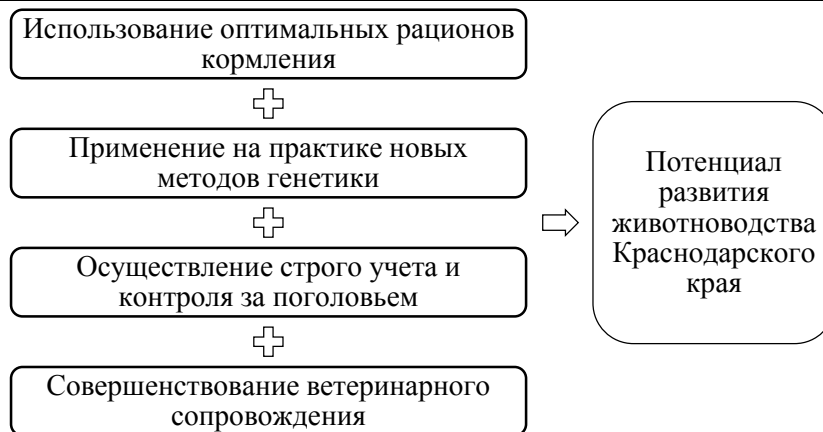 Использование оптимальных рационов
кормления
Применение на практике новых
методов генетики
Осуществление строго учета и
контроля за поголовьем
Совершенствование ветеринарного
сопровождения
Потенциал
развития
животноводства
Краснодарского
края